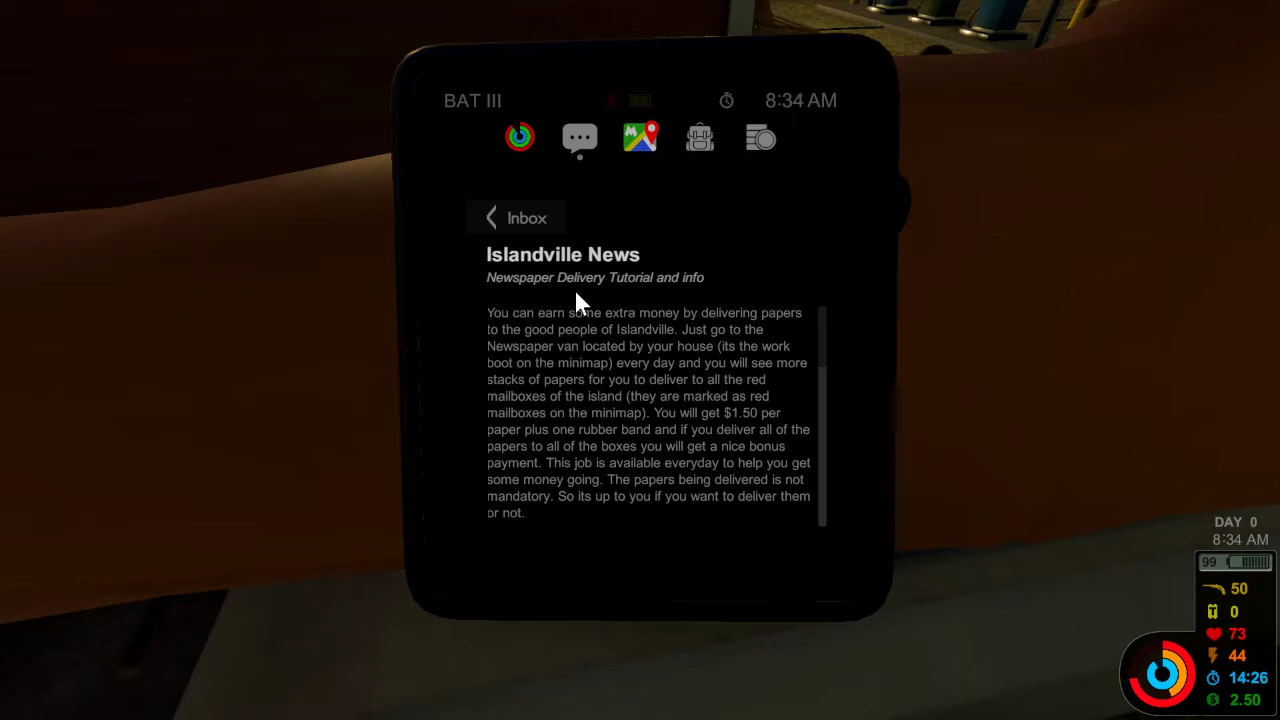 BAT III
8:34 AM
Inbox
Islandville News
Newspaper Delivery Tutorial and info
You can earn some extra money by delivering papers
to the good people of Islandville. Just go to the
Newspaper van located by your house (its the work
boot on the minimap) every day and you will see more
stacks of papers for you to deliver to all the red
mailboxes of the island (they are marked as red
mailboxes on the minimap). You will get $1.50 per
paper plus one rubber band and if you deliver all of the
papers to all of the boxes you will get a nice bonus
payment. This job is available everyday to help you get
some money going. The papers being delivered is not
mandatory. So its up to you if you want to deliver them
or not.
DAY 0
8:34 AM
99
50
0
73
44
14:26
2.50